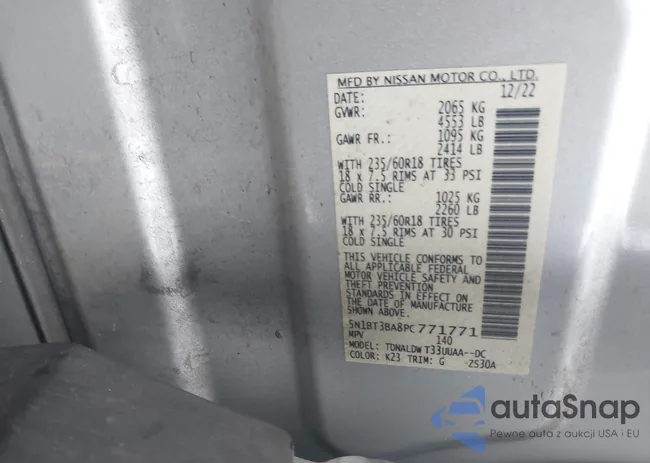 MFD BY NISSAN MOTOR CO., LTD.
DATE: 12/22
GVWR: 2065 KG
4553 LB
GAWR FR.: 1095 KG
2414 LB
WITH 235/60R18 TIRES
18 x 7.5 RIMS AT 33 PSI
COLD SINGLE
GAWR RR.: 1025 KG
2260 LB
WITH 235/60R18 TIRES
18 x 7.5 RIMS AT 30 PSI
COLD SINGLE
THIS VEHICLE CONFORMS TO
ALL APPLICABLE FEDERAL
MOTOR VEHICLE SAFETY AND
THEFT PREVENTION
STANDARDS IN EFFECT ON
THE DATE OF MANUFACTURE
SHOWN ABOVE.
5N1BT3BA8PC771771
MPV 140
MODEL: TDNALDW T33UUAA--DC
COLOR: K23 TRIM: G -2S30A
autaSnap
Pewne auta z aukcji USA i EU